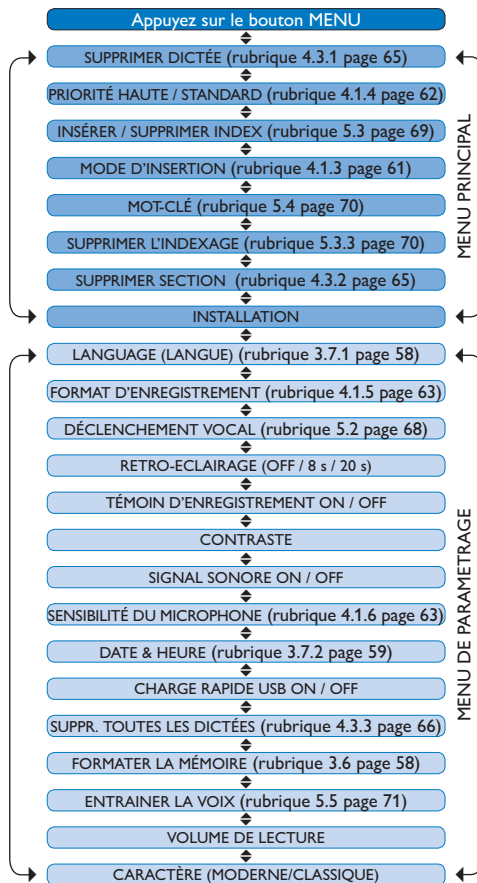 Appuyez sur le bouton MENU
SUPPRIMER DICTÉE (rubrique 4.3.1 page 65)
PRIORITÉ HAUTE / STANDARD (rubrique 4.1.4 page 62)
INSÉRER / SUPPRIMER INDEX (rubrique 5.3 page 69)
MODE D'INSERTION (rubrique 4.1.3 page 61)
MOT-CLÉ (rubrique 5.4 page 70)
SUPPRIMER L'INDEXAGE (rubrique 5.3.3 page 70)
SUPPRIMER SECTION (rubrique 4.3.2 page 65)
INSTALLATION
MENU PRINCIPAL
LANGUAGE (LANGUE) (rubrique 3.7.1 page 58)
FORMAT D'ENREGISTREMENT (rubrique 4.1.5 page 63)
DÉCLENCHEMENT VOCAL (rubrique 5.2 page 68)
RETRO-ECLAIRAGE (OFF / 8 s / 20 s)
TÉMOIN D'ENREGISTREMENT ON / OFF
CONTRASTE
SIGNAL SONORE ON / OFF
SENSIBILITÉ DU MICROPHONE (rubrique 4.1.6 page 63)
DATE & HEURE (rubrique 3.7.2 page 59)
CHARGE RAPIDE USB ON / OFF
SUPPR. TOUTES LES DICTÉES (rubrique 4.3.3 page 66)
FORMATER LA MÉMOIRE (rubrique 3.6 page 58)
ENTRAINER LA VOIX (rubrique 5.5 page 71)
VOLUME DE LECTURE
CARACTÈRE (MODERNE/CLASSIQUE)
MENU DE PARAMETRAGE